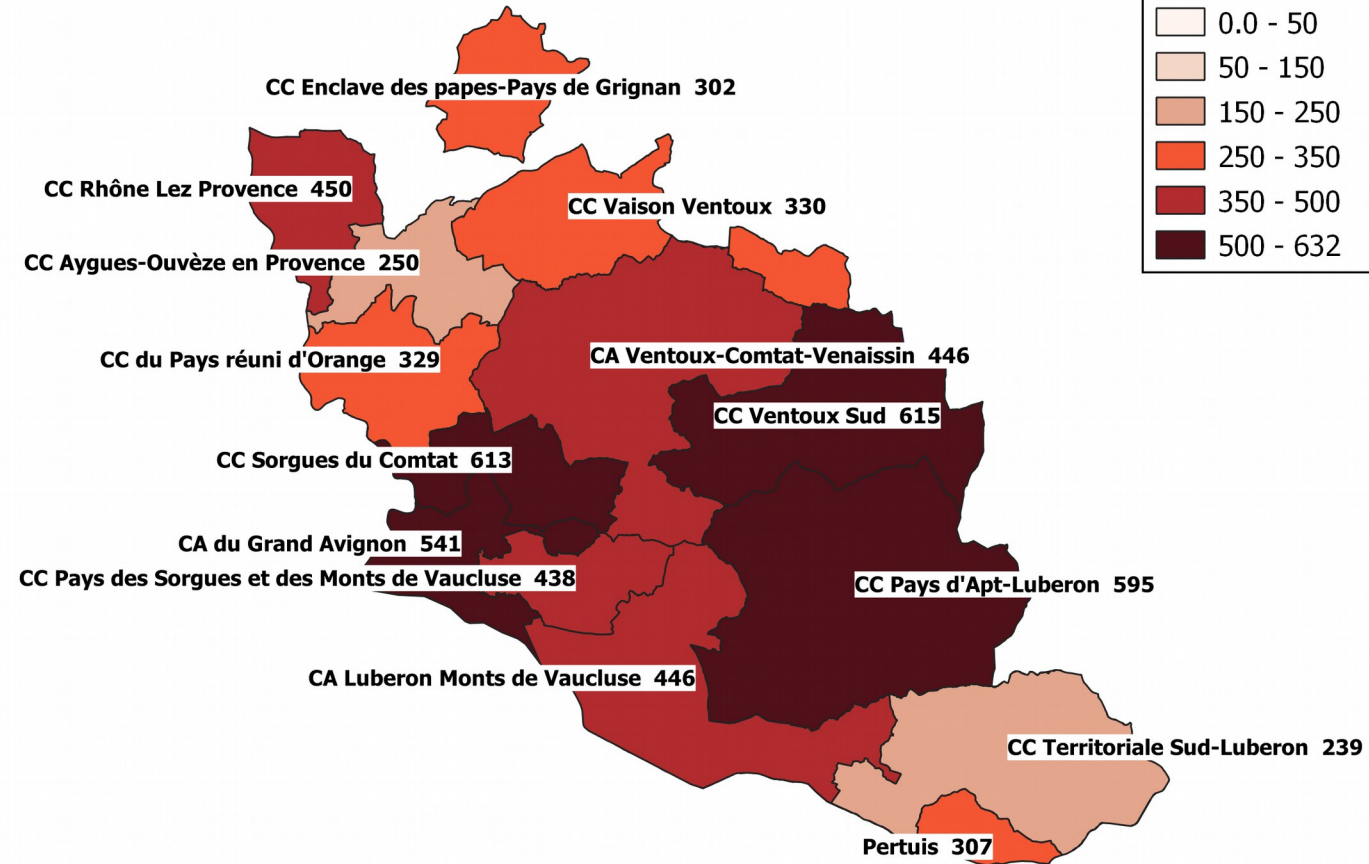 0.0 - 50
50 - 150
150 - 250
250 - 350
350 - 500
500 - 632
CC Enclave des papes-Pays de Grignan 302
CC Rhône Lez Provence 450
CC Vaison Ventoux 330
CC Aygues-Ouvèze en Provence 250
CC du Pays réuni d'Orange 329
CA Ventoux-Comtat-Venaissin 446
CC Ventoux Sud 615
CC Sorgues du Comtat 613
CA du Grand Avignon 541
CC Pays des Sorgues et des Monts de Vaucluse 438
CC Pays d'Apt-Luberon 595
CA Luberon Monts de Vaucluse 446
CC Territoriale Sud-Luberon 239
Pertuis 307